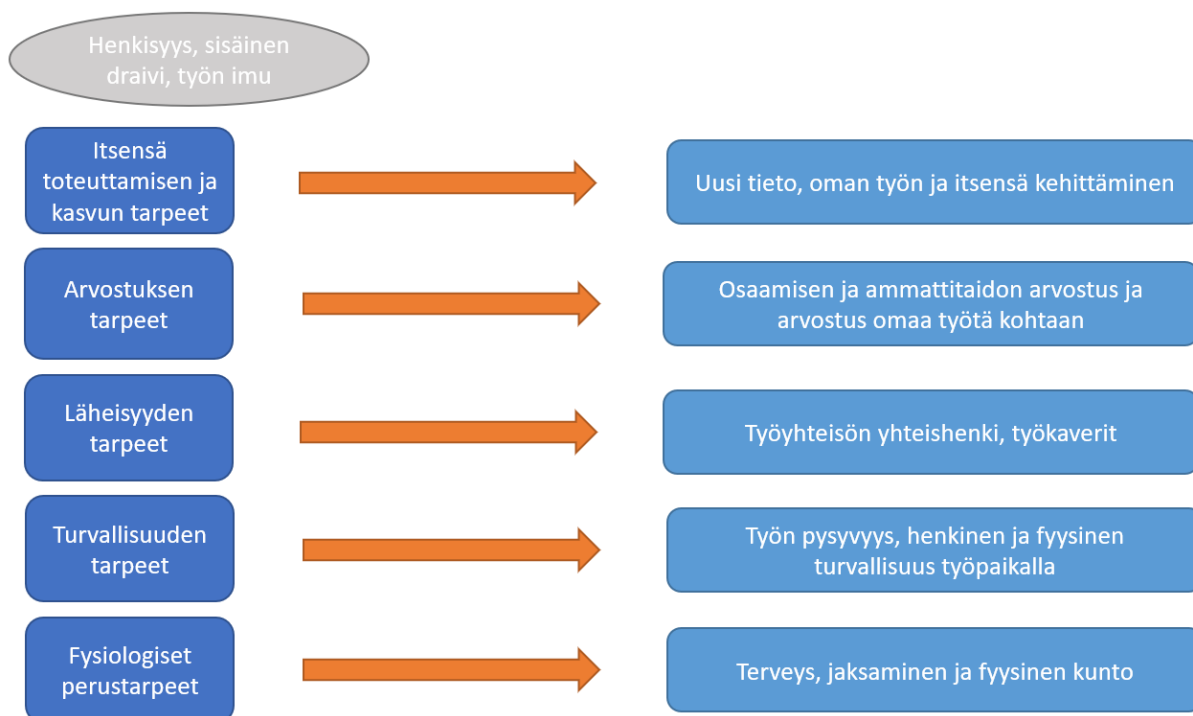 Henkisyys, sisäinen
draivi, työn imu
Itsensä
toteuttamisen ja
kasvun tarpeet
Uusi tieto, oman työn ja itsensä kehittäminen
Arvostuksen
tarpeet
Osaamisen ja ammattitaidon arvostus ja
arvostus omaa työtä kohtaan
Läheisyyden
tarpeet
Työyhteisön yhteishenki, työkaverit
Turvallisuuden
tarpeet
Työn pysyvyys, henkinen ja fyysinen
turvallisuus työpaikalla
Fysiologiset
perustarpeet
Terveys, jaksaminen ja fyysinen kunto